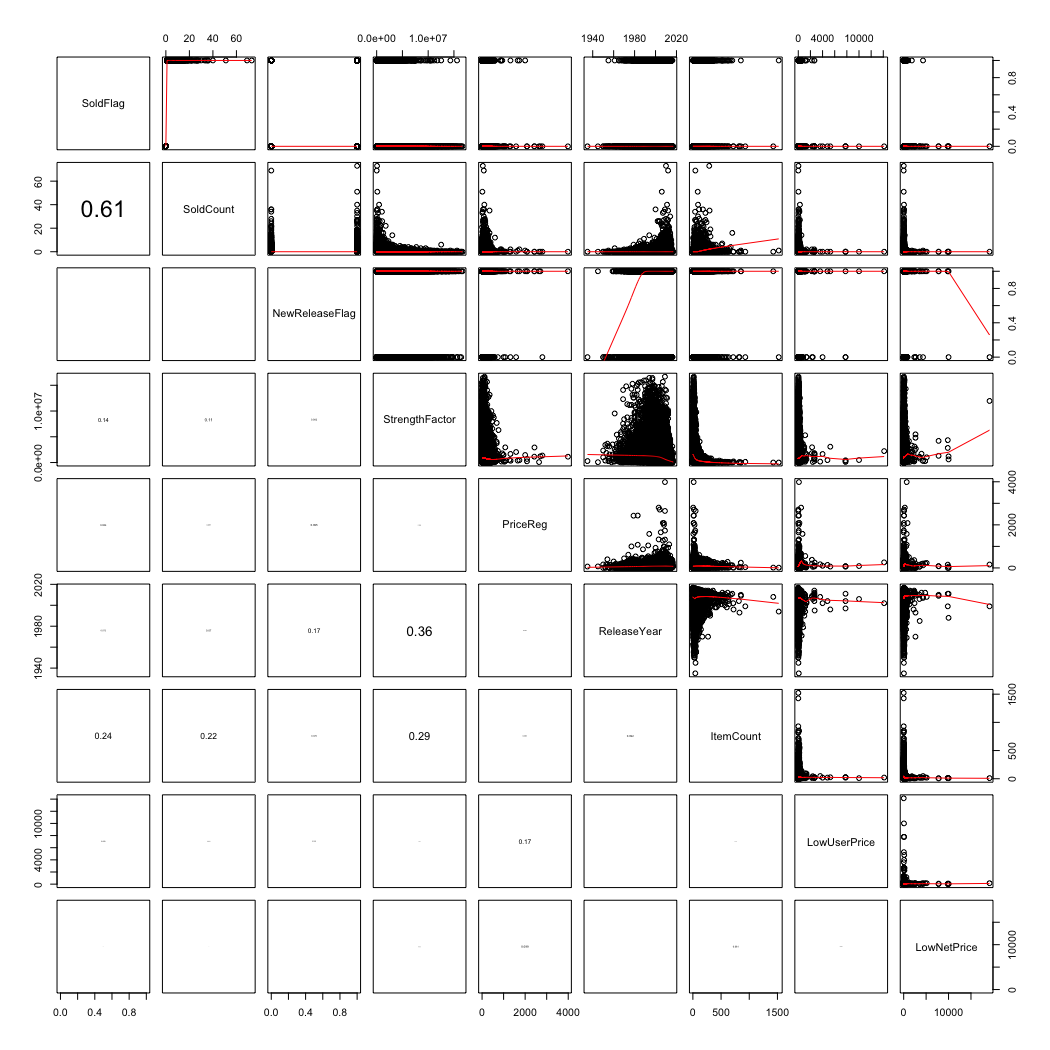 0 20 40 60 0.0e+00 1.0e+07 1940 1980 2020 0 4000 10000
SoldFlag 0.0 0.4 0.8
0 20 40 60 0.61 SoldCount
NewReleaseFlag 0.0 0.4 0.8
0.0e+00 1.0e+07 0.14 0.11 StrengthFactor
PriceReg 0 2000 4000
1940 1980 2020 0.17 0.36 ReleaseYear
0.24 0.22 0.29 ItemCount 0 500 1500
0 4000 10000 0.17 LowUserPrice
LowNetPrice 0 10000
0.0 0.4 0.8 0.0 0.4 0.8 0 2000 4000 0 500 1500 0 10000